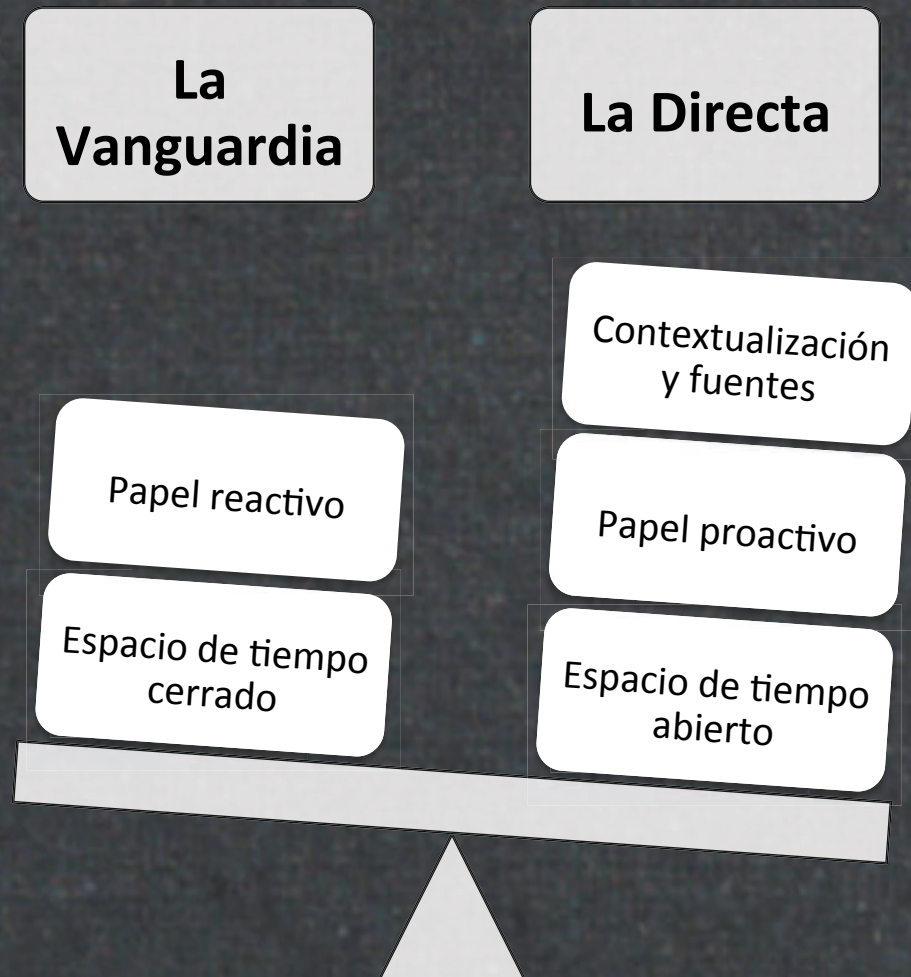 La
Vanguardia
La Directa
Papel reactivo
Espacio de tiempo
cerrado
Contextualización
y fuentes
Papel proactivo
Espacio de tiempo
abierto